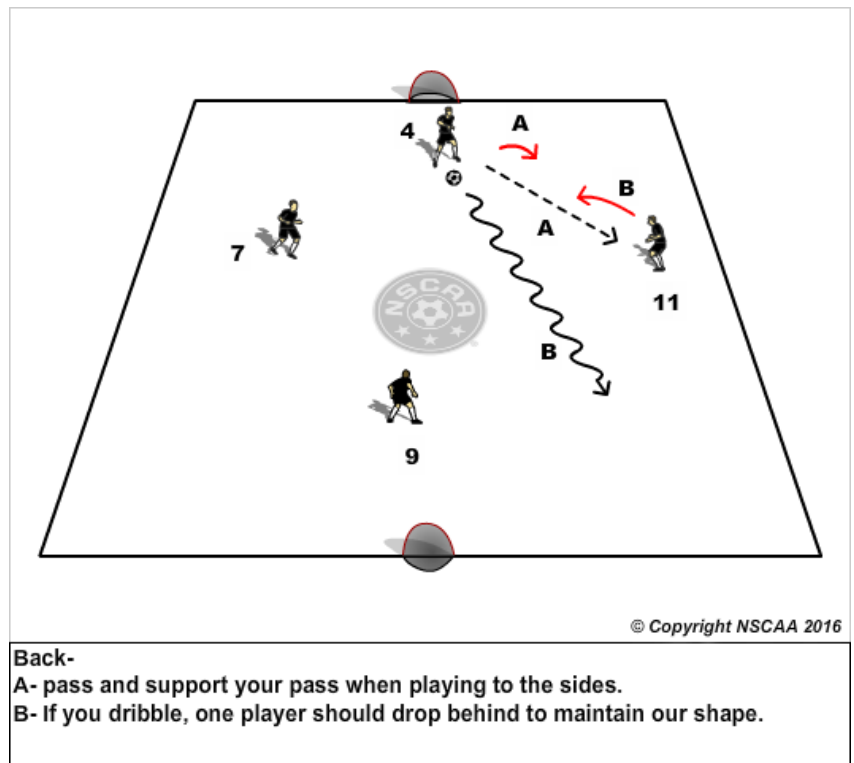 4
A
B
7
A
11
NSCAA
B
9
© Copyright NSCAA 2016
Back-
A- pass and support your pass when playing to the sides.
B- If you dribble, one player should drop behind to maintain our shape.